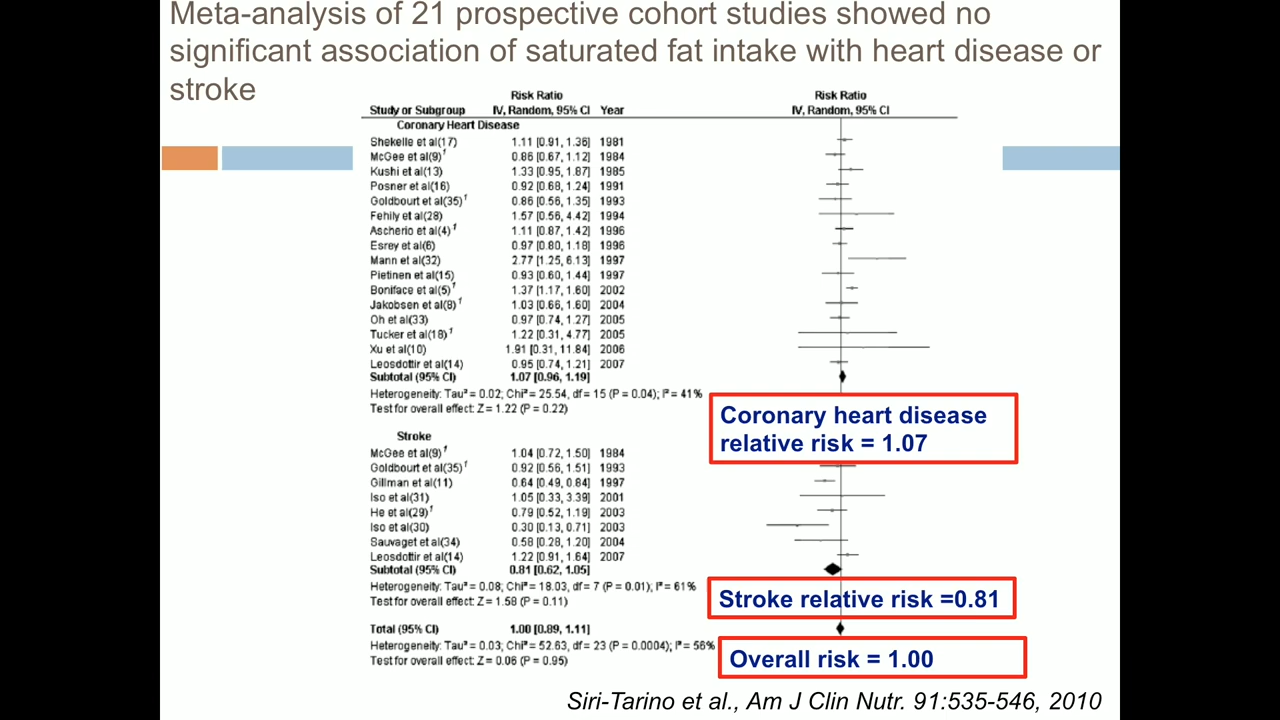 Meta-analysis of 21 prospective cohort studies showed no
significant association of saturated fat intake with heart disease or
stroke
Risk Ratio Risk Ratio
Study or Subgroup IV, Random, 95% CI Year IV, Random, 95% CI
Coronary Heart Disease
Shekelle et al(17) 1.11 [0.91, 1.36] 1981
McGee et al(9)† 0.86 [0.67, 1.12] 1984
Kushi et al(13) 1.33 [0.95, 1.87] 1985
Posner et al(16) 0.92 [0.68, 1.24] 1991
Goldbourt et al(35)† 0.86 [0.56, 1.35] 1993
Fehily et al(28) 1.57 [0.56, 4.42] 1994
Ascherio et al(4)† 1.11 [0.87, 1.42] 1996
Esrey et al(6) 0.97 [0.80, 1.18] 1996
Mann et al(32) 2.77 [1.25, 6.13] 1997
Pietinen et al(15) 0.93 [0.60, 1.44] 1997
Boniface et al(5)† 1.37 [1.17, 1.60] 2002
Jakobsen et al(8)† 1.03 [0.66, 1.60] 2004
Oh et al(33) 0.97 [0.74, 1.27] 2005
Tucker et al(18)† 1.22 [0.31, 4.77] 2005
Xu et al(10) 1.91 [0.31, 11.84] 2006
Leosdottir et al(14) 0.95 [0.74, 1.21] 2007
Subtotal (95% CI) 1.07 [0.96, 1.19]
Heterogeneity: Tau² = 0.02; Chi² = 25.54, df = 15 (P = 0.04); I² = 41%
Test for overall effect: Z = 1.22 (P = 0.22)
Coronary heart disease
relative risk = 1.07
Stroke
McGee et al(9)† 1.04 [0.72, 1.50] 1984
Goldbourt et al(35)† 0.92 [0.56, 1.51] 1993
Gillman et al(11) 0.64 [0.49, 0.84] 1997
Iso et al(31) 1.05 [0.33, 3.39] 2001
He et al(29)† 0.79 [0.52, 1.19] 2003
Iso et al(30) 0.30 [0.13, 0.71] 2003
Sauvaget et al(34) 0.58 [0.28, 1.20] 2004
Leosdottir et al(14) 1.22 [0.91, 1.64] 2007
Subtotal (95% CI) 0.81 [0.62, 1.05]
Heterogeneity: Tau² = 0.08; Chi² = 18.03, df = 7 (P = 0.01); I² = 61%
Test for overall effect: Z = 1.58 (P = 0.11)
Stroke relative risk =0.81
Total (95% CI) 1.00 [0.89, 1.11]
Heterogeneity: Tau² = 0.03; Chi² = 52.63, df = 23 (P = 0.0004); I² = 56%
Test for overall effect: Z = 0.06 (P = 0.95)
Overall risk = 1.00
Siri-Tarino et al., Am J Clin Nutr. 91:535-546, 2010